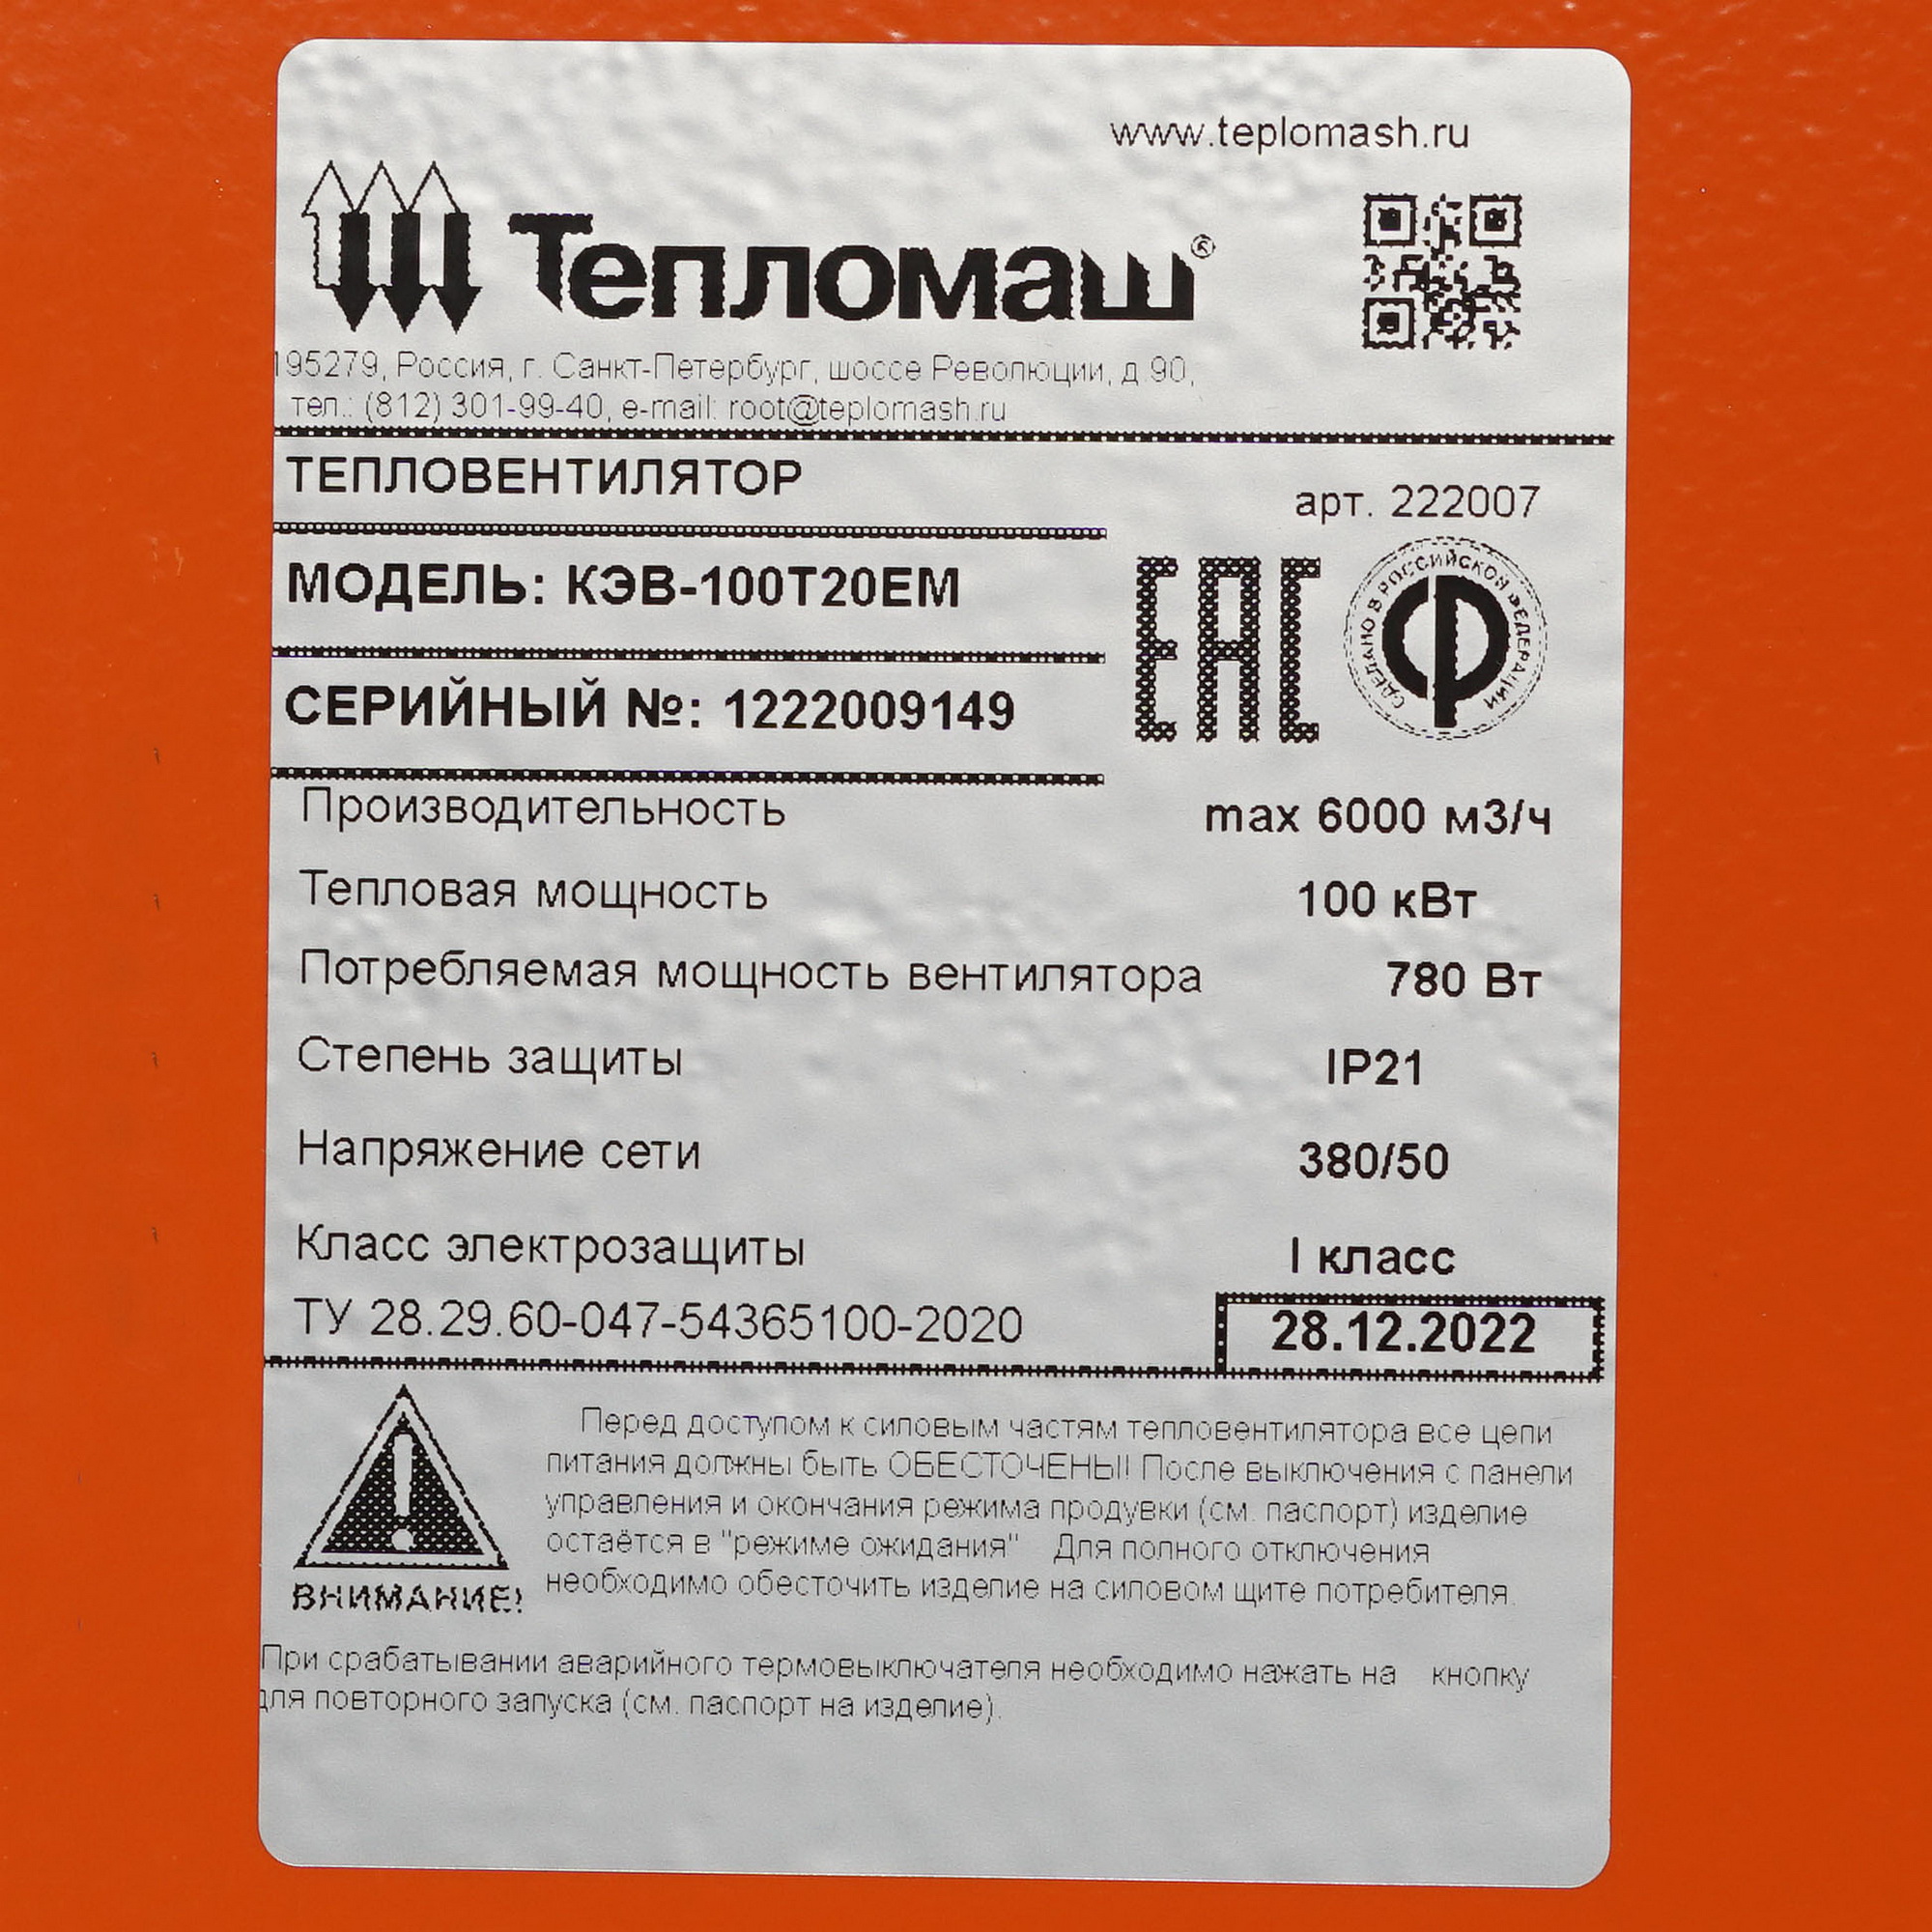 www.teplomash.ru
Тепломаш®
195279, Россия, г. Санкт-Петербург, шоссе Революции, д.90,
тел.: (812) 301-99-40, e-mail: root@teplomash.ru
ТЕПЛОВЕНТИЛЯТОР
арт. 222007
МОДЕЛЬ: КЭВ-100Т20ЕМ
EAC
СДЕЛАНО В РОССИЙСКОЙ ФЕДЕРАЦИИ
СЕРИЙНЫЙ №: 1222009149
Производительность max 6000 м3/ч
Тепловая мощность 100 кВт
Потребляемая мощность вентилятора 780 Вт
Степень защиты IP21
Напряжение сети 380/50
Класс электрозащиты I класс
ТУ 28.29.60-047-54365100-2020 28.12.2022
ВНИМАНИЕ!
Перед доступом к силовым частям тепловентилятора все цепи
питания должны быть ОБЕСТОЧЕНЫ! После выключения с панели
управления и окончания режима продувки (см. паспорт) изделие
остаётся в "режиме ожидания" Для полного отключения
необходимо обесточить изделие на силовом щите потребителя.
При срабатывании аварийного термовыключателя необходимо нажать на кнопку
для повторного запуска (см. паспорт на изделие).